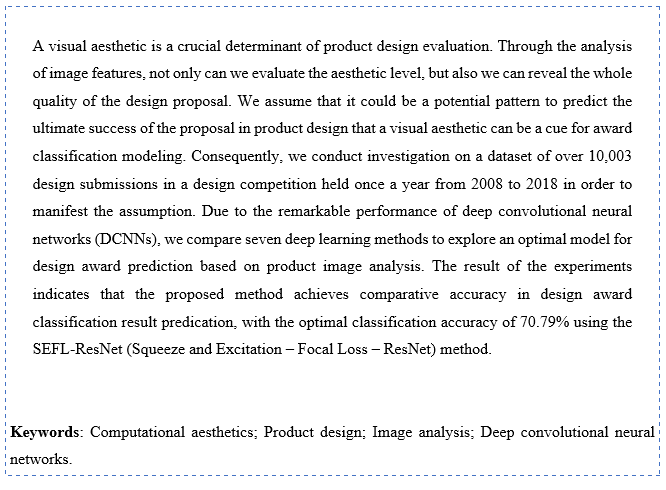 A visual aesthetic is a crucial determinant of product design evaluation. Through the analysis
of image features, not only can we evaluate the aesthetic level, but also we can reveal the whole
quality of the design proposal. We assume that it could be a potential pattern to predict the
ultimate success of the proposal in product design that a visual aesthetic can be a cue for award
classification modeling. Consequently, we conduct investigation on a dataset of over 10,003
design submissions in a design competition held once a year from 2008 to 2018 in order to
manifest the assumption. Due to the remarkable performance of deep convolutional neural
networks (DCNNs), we compare seven deep learning methods to explore an optimal model for
design award prediction based on product image analysis. The result of the experiments
indicates that the proposed method achieves comparative accuracy in design award
classification result predication, with the optimal classification accuracy of 70.79% using the
SEFL-ResNet (Squeeze and Excitation – Focal Loss – ResNet) method.
Keywords: Computational aesthetics; Product design; Image analysis; Deep convolutional neural
networks.